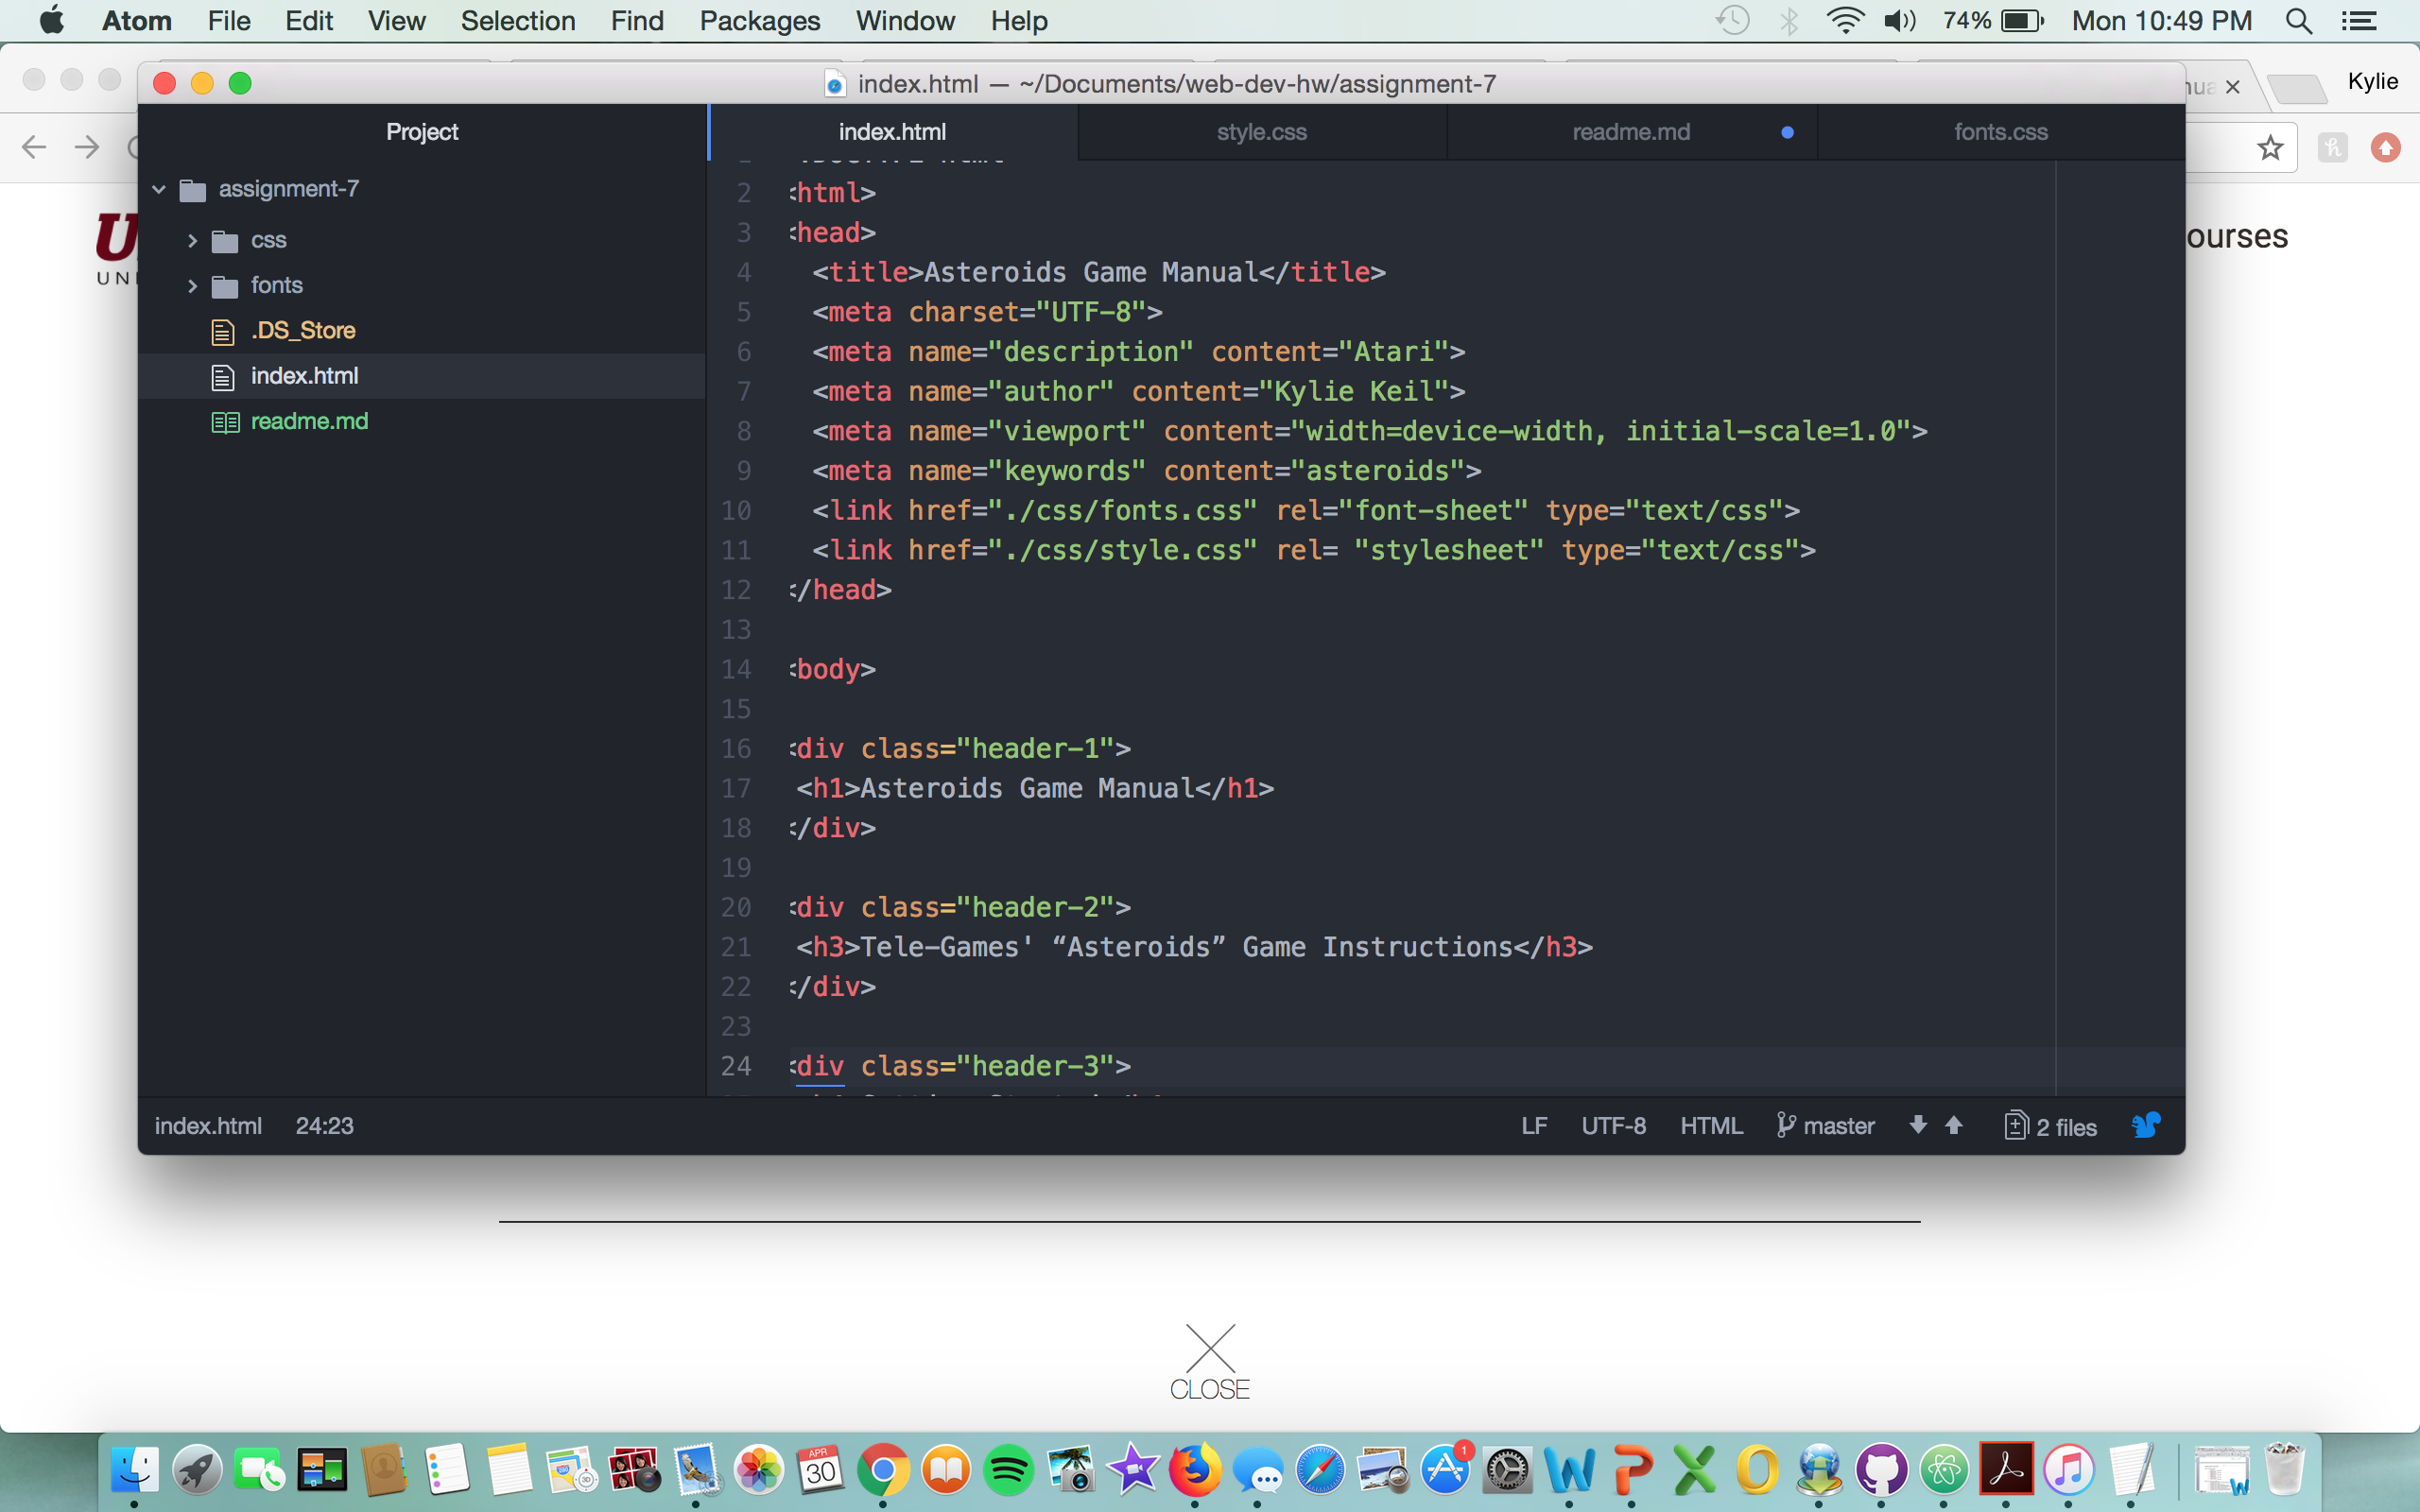 Atom File Edit View Selection Find Packages Window Help 74% Mon 10:49 PM
index.html — ~/Documents/web-dev-hw/assignment-7
Kylie
Project
index.html style.css readme.md fonts.css
assignment-7
css
fonts
.DS_Store
index.html
readme.md
2 <html>
3 <head>
4 <title>Asteroids Game Manual</title>
5 <meta charset="UTF-8">
6 <meta name="description" content="Atari">
7 <meta name="author" content="Kylie Keil">
8 <meta name="viewport" content="width=device-width, initial-scale=1.0">
9 <meta name="keywords" content="asteroids">
10 <link href="./css/fonts.css" rel="font-sheet" type="text/css">
11 <link href="./css/style.css" rel= "stylesheet" type="text/css">
12 </head>
13
14 <body>
15
16 <div class="header-1">
17 <h1>Asteroids Game Manual</h1>
18 </div>
19
20 <div class="header-2">
21 <h3>Tele-Games' “Asteroids” Game Instructions</h3>
22 </div>
23
24 <div class="header-3">
index.html 24:23 LF UTF-8 HTML master 2 files
U
UNI
ourses
CLOSE
APR
30
1